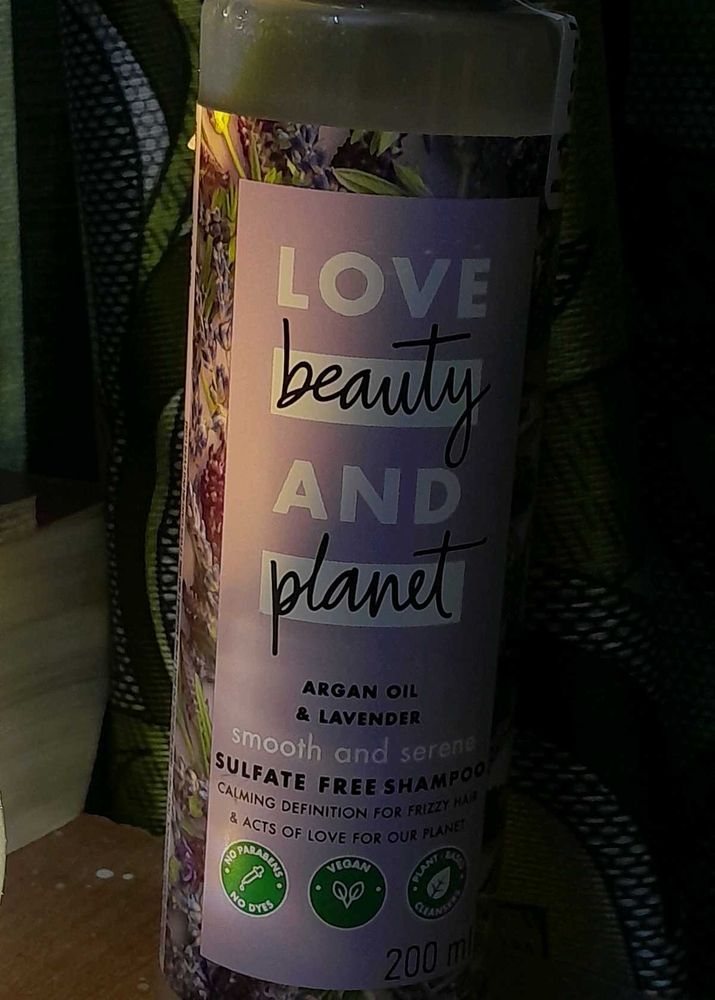 LOVE
beauty
AND
planet
ARGAN OIL
& LAVENDER
smooth and serene
SULFATE FREE SHAMPOO
CALMING DEFINITION FOR FRIZZY HAIR
& ACTS OF LOVE FOR OUR PLANET
NO PARABENS
NO DYES
VEGAN
PLANT BASED
CLEANSERS
200 ml